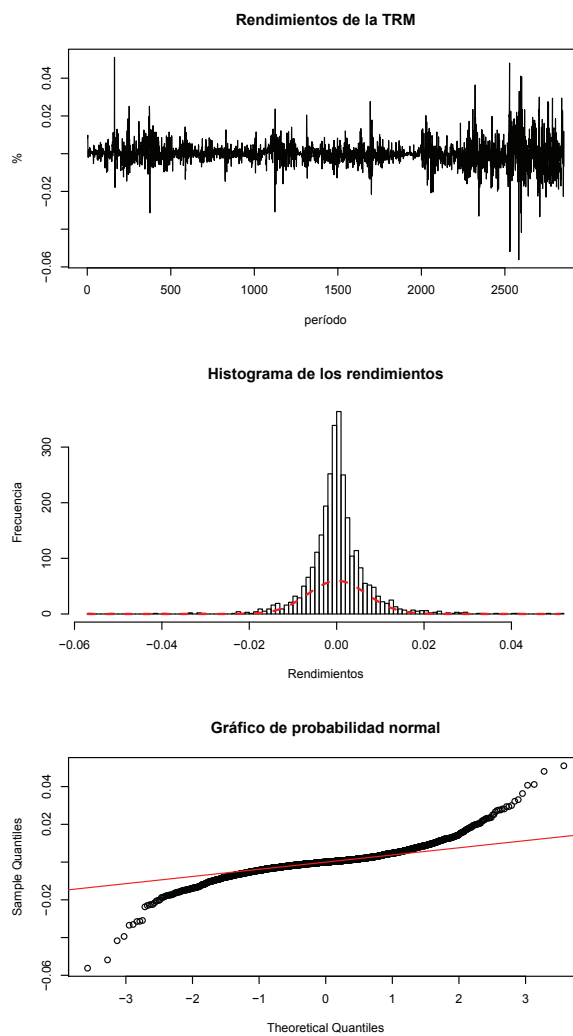 Rendimientos de la TRM
%
0.04
0.02
−0.02
−0.06
0 500 1000 1500 2000 2500
período
Histograma de los rendimientos
Frecuencia
300
200
100
0
−0.06 −0.04 −0.02 0.00 0.02 0.04
Rendimientos
Gráfico de probabilidad normal
Sample Quantiles
0.04
0.02
−0.02
−0.06
−3 −2 −1 0 1 2 3
Theoretical Quantiles